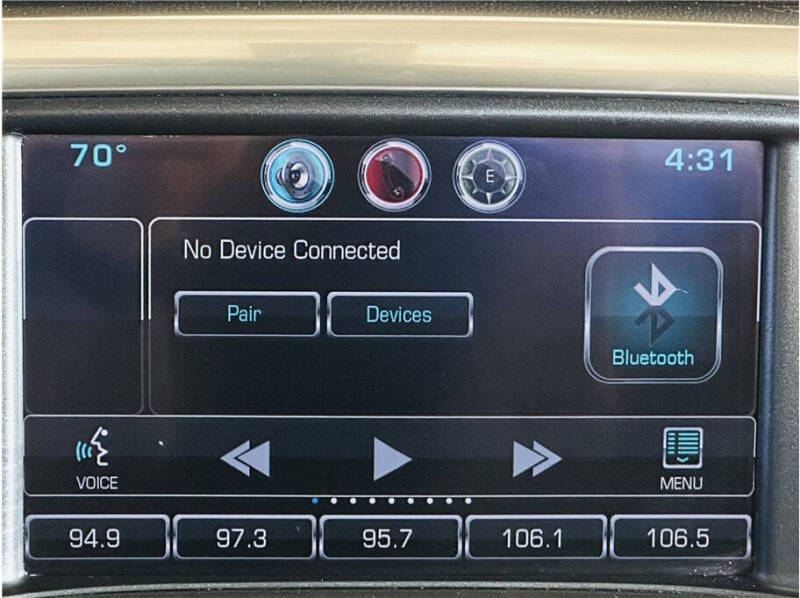 70° E 4:31
No Device Connected
Pair Devices
Bluetooth
VOICE MENU
94.9 97.3 95.7 106.1 106.5